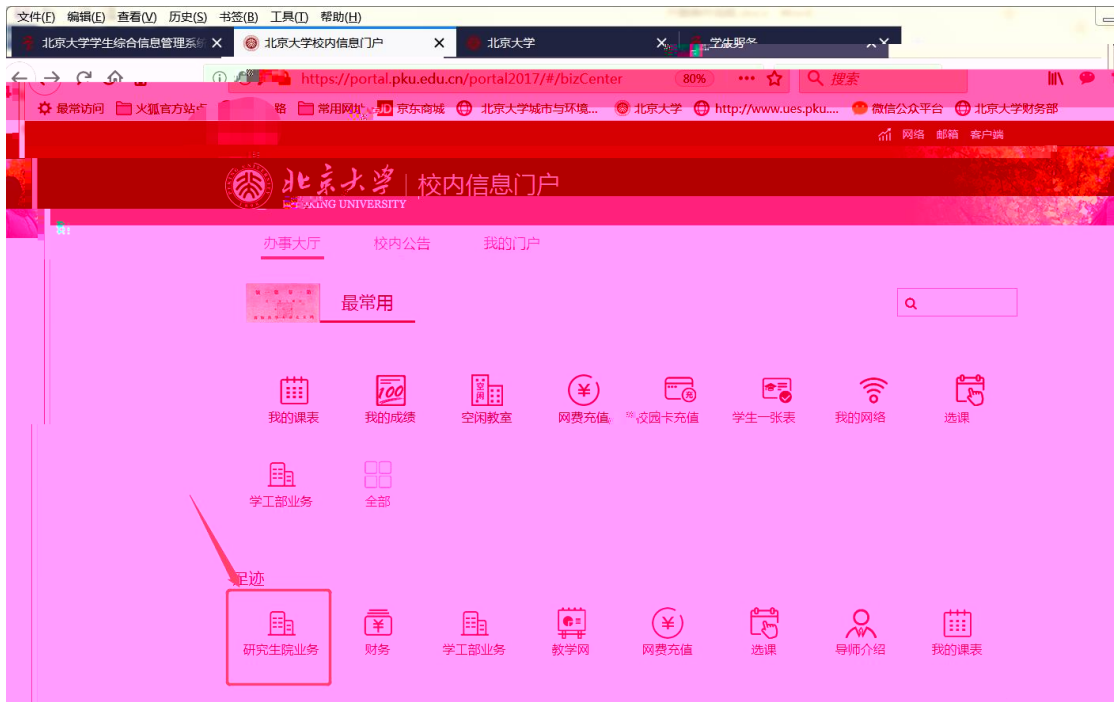 文件(F) 编辑(E) 查看(V) 历史(S) 书签(B) 工具(T) 帮助(H)
北京大学学生综合信息管理系统 北京大学校内信息门户 北京大学
https://portal.pku.edu.cn/portal2017/#/bizCenter 80% 搜索
最常访问 火狐官方站点 常用网址 JD 京东商城 北京大学城市与环境... 北京大学 http://www.ues.pku.... 微信公众平台 北京大学财务部
网络 邮箱 客户端
北京大学 校内信息门户
PEKING UNIVERSITY
办事大厅 校内公告 我的门户
最常用
我的课表 我的成绩 空闲教室 网费充值 校园卡充值 学生一张表 我的网络 选课
学工部业务 全部
足迹
研究生院业务 财务 学工部业务 教学网 网费充值 选课 导师介绍 我的课表